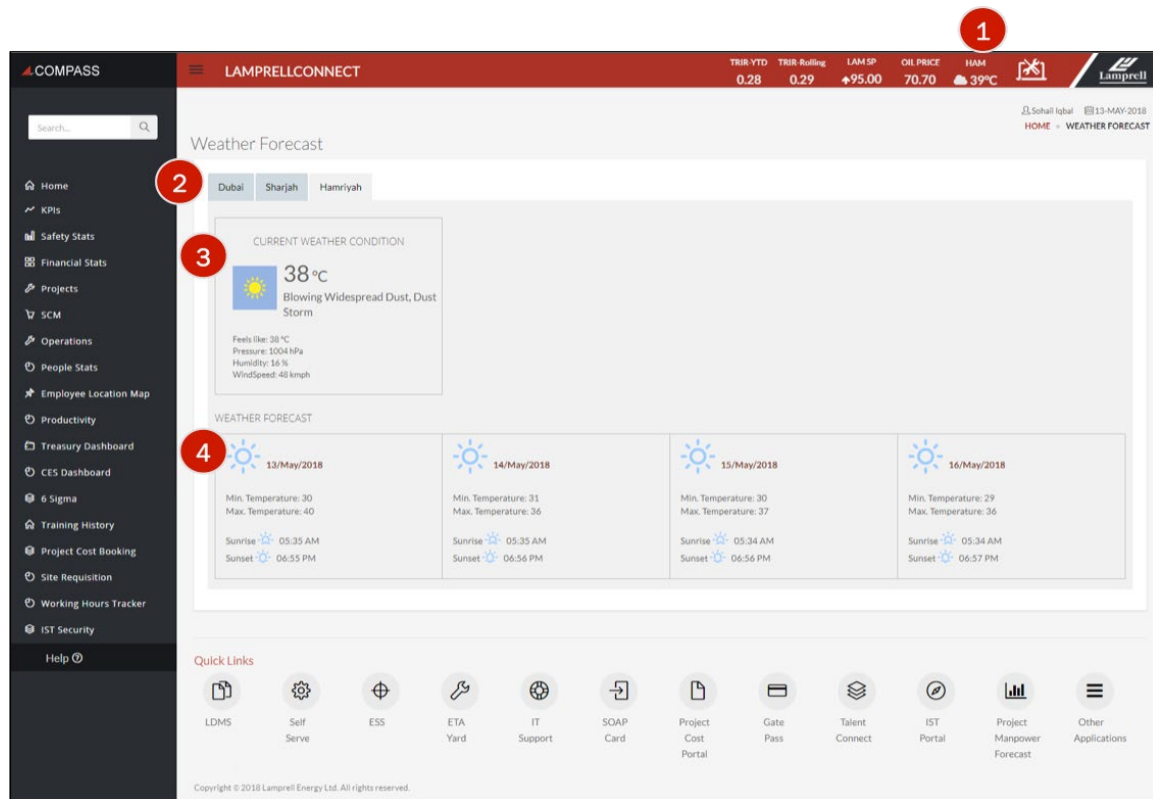 1
COMPASS
LAMPRELLCONNECT
TRIR-YTD TRIR-Rolling LAM SP OIL PRICE HAM
0.28 0.29 95.00 70.70 39°C
Lamprell
Sohail Iqbal 13-MAY-2018
HOME WEATHER FORECAST
Search...
Weather Forecast
Home
KPIs
Safety Stats
Financial Stats
Projects
SCM
Operations
People Stats
Employee Location Map
Productivity
Treasury Dashboard
CES Dashboard
6 Sigma
Training History
Project Cost Booking
Site Requisition
Working Hours Tracker
IST Security
Help
2
Dubai Sharjah Hamriyah
3
CURRENT WEATHER CONDITION
38 °C
Blowing Widespread Dust, Dust
Storm
Feels like: 38 °C
Pressure: 1004 hPa
Humidity: 16 %
WindSpeed: 48 kmph
WEATHER FORECAST
4
13/May/2018
Min. Temperature: 30
Max. Temperature: 40
Sunrise 05:35 AM
Sunset 06:55 PM
14/May/2018
Min. Temperature: 31
Max. Temperature: 36
Sunrise 05:35 AM
Sunset 06:56 PM
15/May/2018
Min. Temperature: 30
Max. Temperature: 37
Sunrise 05:34 AM
Sunset 06:56 PM
16/May/2018
Min. Temperature: 29
Max. Temperature: 36
Sunrise 05:34 AM
Sunset 06:57 PM
Quick Links
LDMS
Self
Serve
ESS
ETA
Yard
IT
Support
SOAP
Card
Project
Cost
Portal
Gate
Pass
Talent
Connect
IST
Portal
Project
Manpower
Forecast
Other
Applications
Copyright © 2018 Lamprell Energy Ltd. All rights reserved.